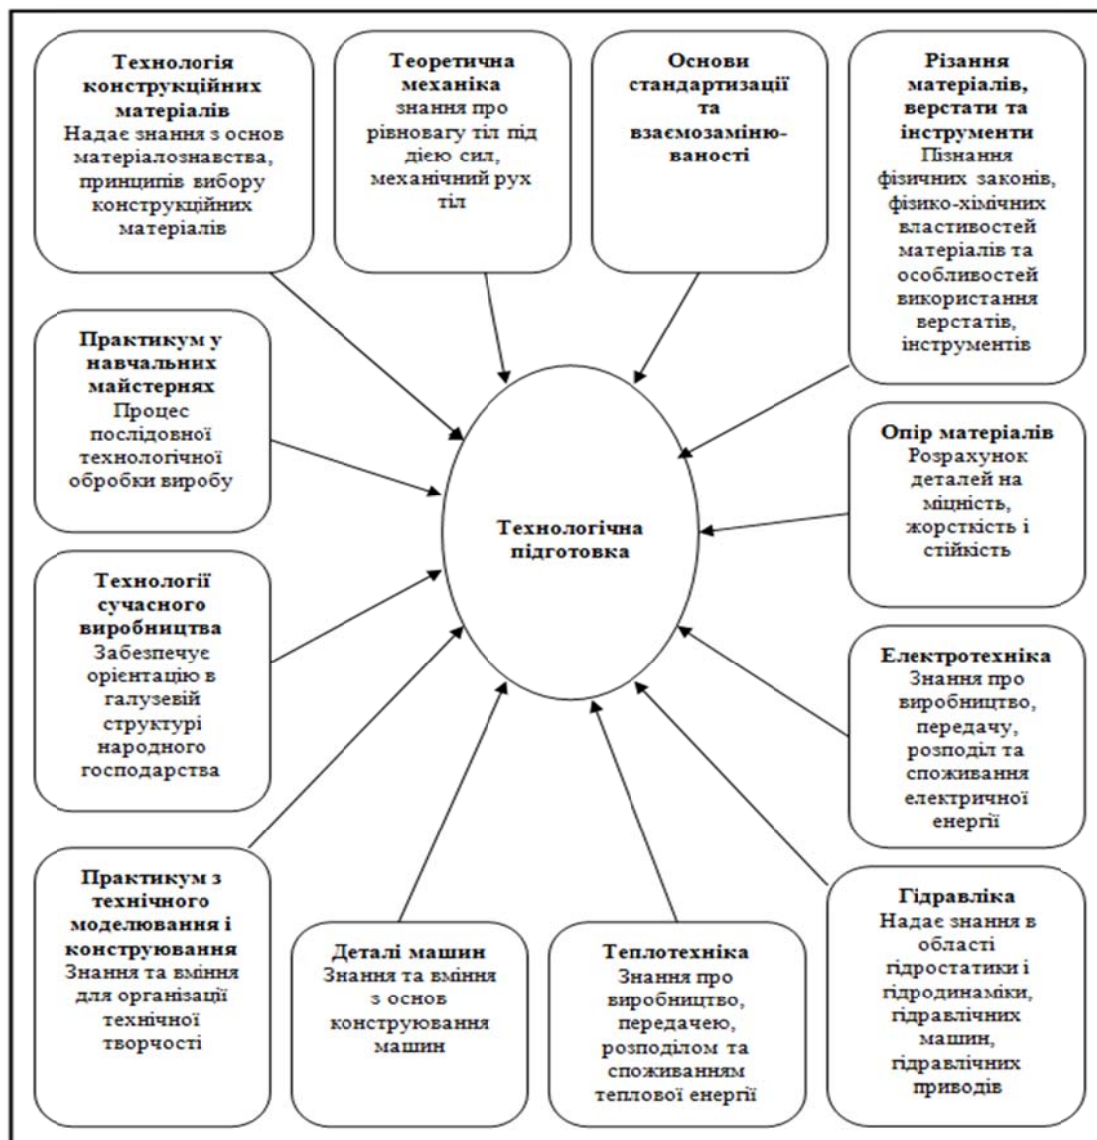 Технологія
конструкційних
матеріалів
Надає знання з основ
матеріалознавства,
принципів вибору
конструкційних
матеріалів
Теоретична
механіка
знання про
рівновагу тіл під
дією сил,
механічний рух
тіл
Основи
стандартизації
та
взаємозаміню-
ваності
Різання
матеріалів,
верстати та
інструменти
Пізнання
фізичних законів,
фізико-хімічних
властивостей
матеріалів та
особливостей
використання
верстатів,
інструментів
Практикум у
навчальних
майстернях
Процес
послідовної
технологічної
обробки виробу
Опір матеріалів
Розрахунок
деталей на
міцність,
жорсткість і
стійкість
Технологічна
підготовка
Технології
сучасного
виробництва
Забезпечує
орієнтацію в
галузевій
структурі
народного
господарства
Електротехніка
Знання про
виробництво,
передачу,
розподіл та
споживання
електричної
енергії
Практикум з
технічного
моделювання і
конструювання
Знання та вміння
для організації
технічної
творчості
Деталі машин
Знання та вміння
з основ
конструювання
машин
Теплотехніка
Знання про
виробництво,
передачею,
розподілом та
споживанням
теплової енергії
Гідравліка
Надає знання в
області
гідростатики і
гідродинаміки,
гідравлічних
машин,
гідравлічних
приводів